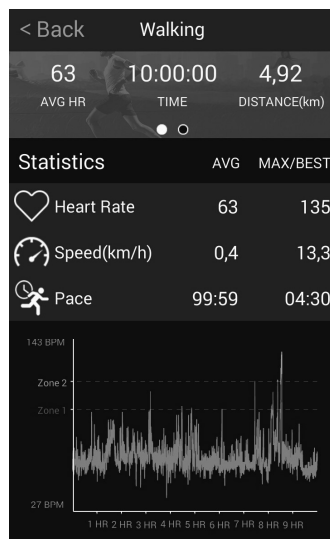 < Back Walking
63 10:00:00 4,92
AVG HR TIME DISTANCE(km)
Statistics AVG MAX/BEST
Heart Rate 63 135
Speed(km/h) 0,4 13,3
Pace 99:59 04:30
143 BPM
Zone 2
Zone 1
27 BPM
1 HR 2 HR 3 HR 4 HR 5 HR 6 HR 7 HR 8 HR 9 HR